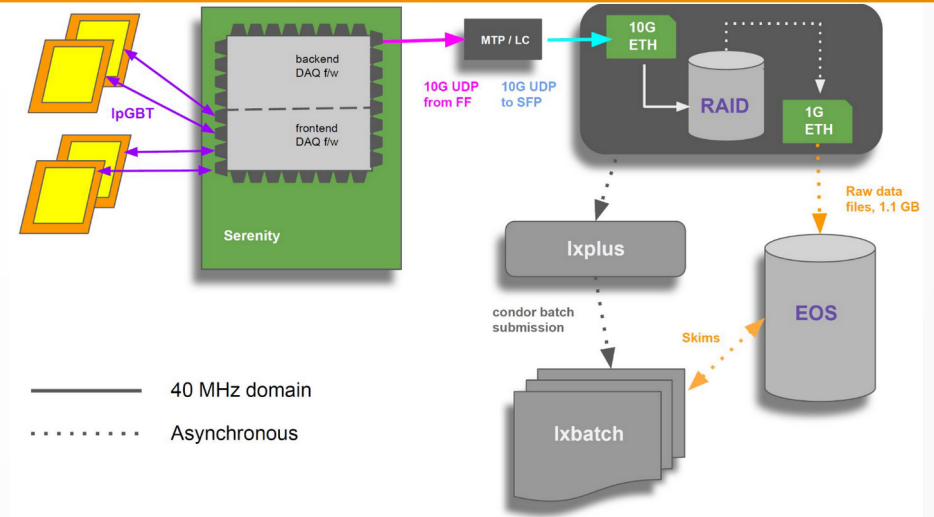 lpGBT
backend
DAQ f/w
frontend
DAQ f/w
Serenity
MTP / LC
10G UDP
from FF
10G UDP
to SFP
10G
ETH
RAID
1G
ETH
Raw data
files, 1.1 GB
lxplus
condor batch
submission
Skims
EOS
lxbatch
40 MHz domain
Asynchronous